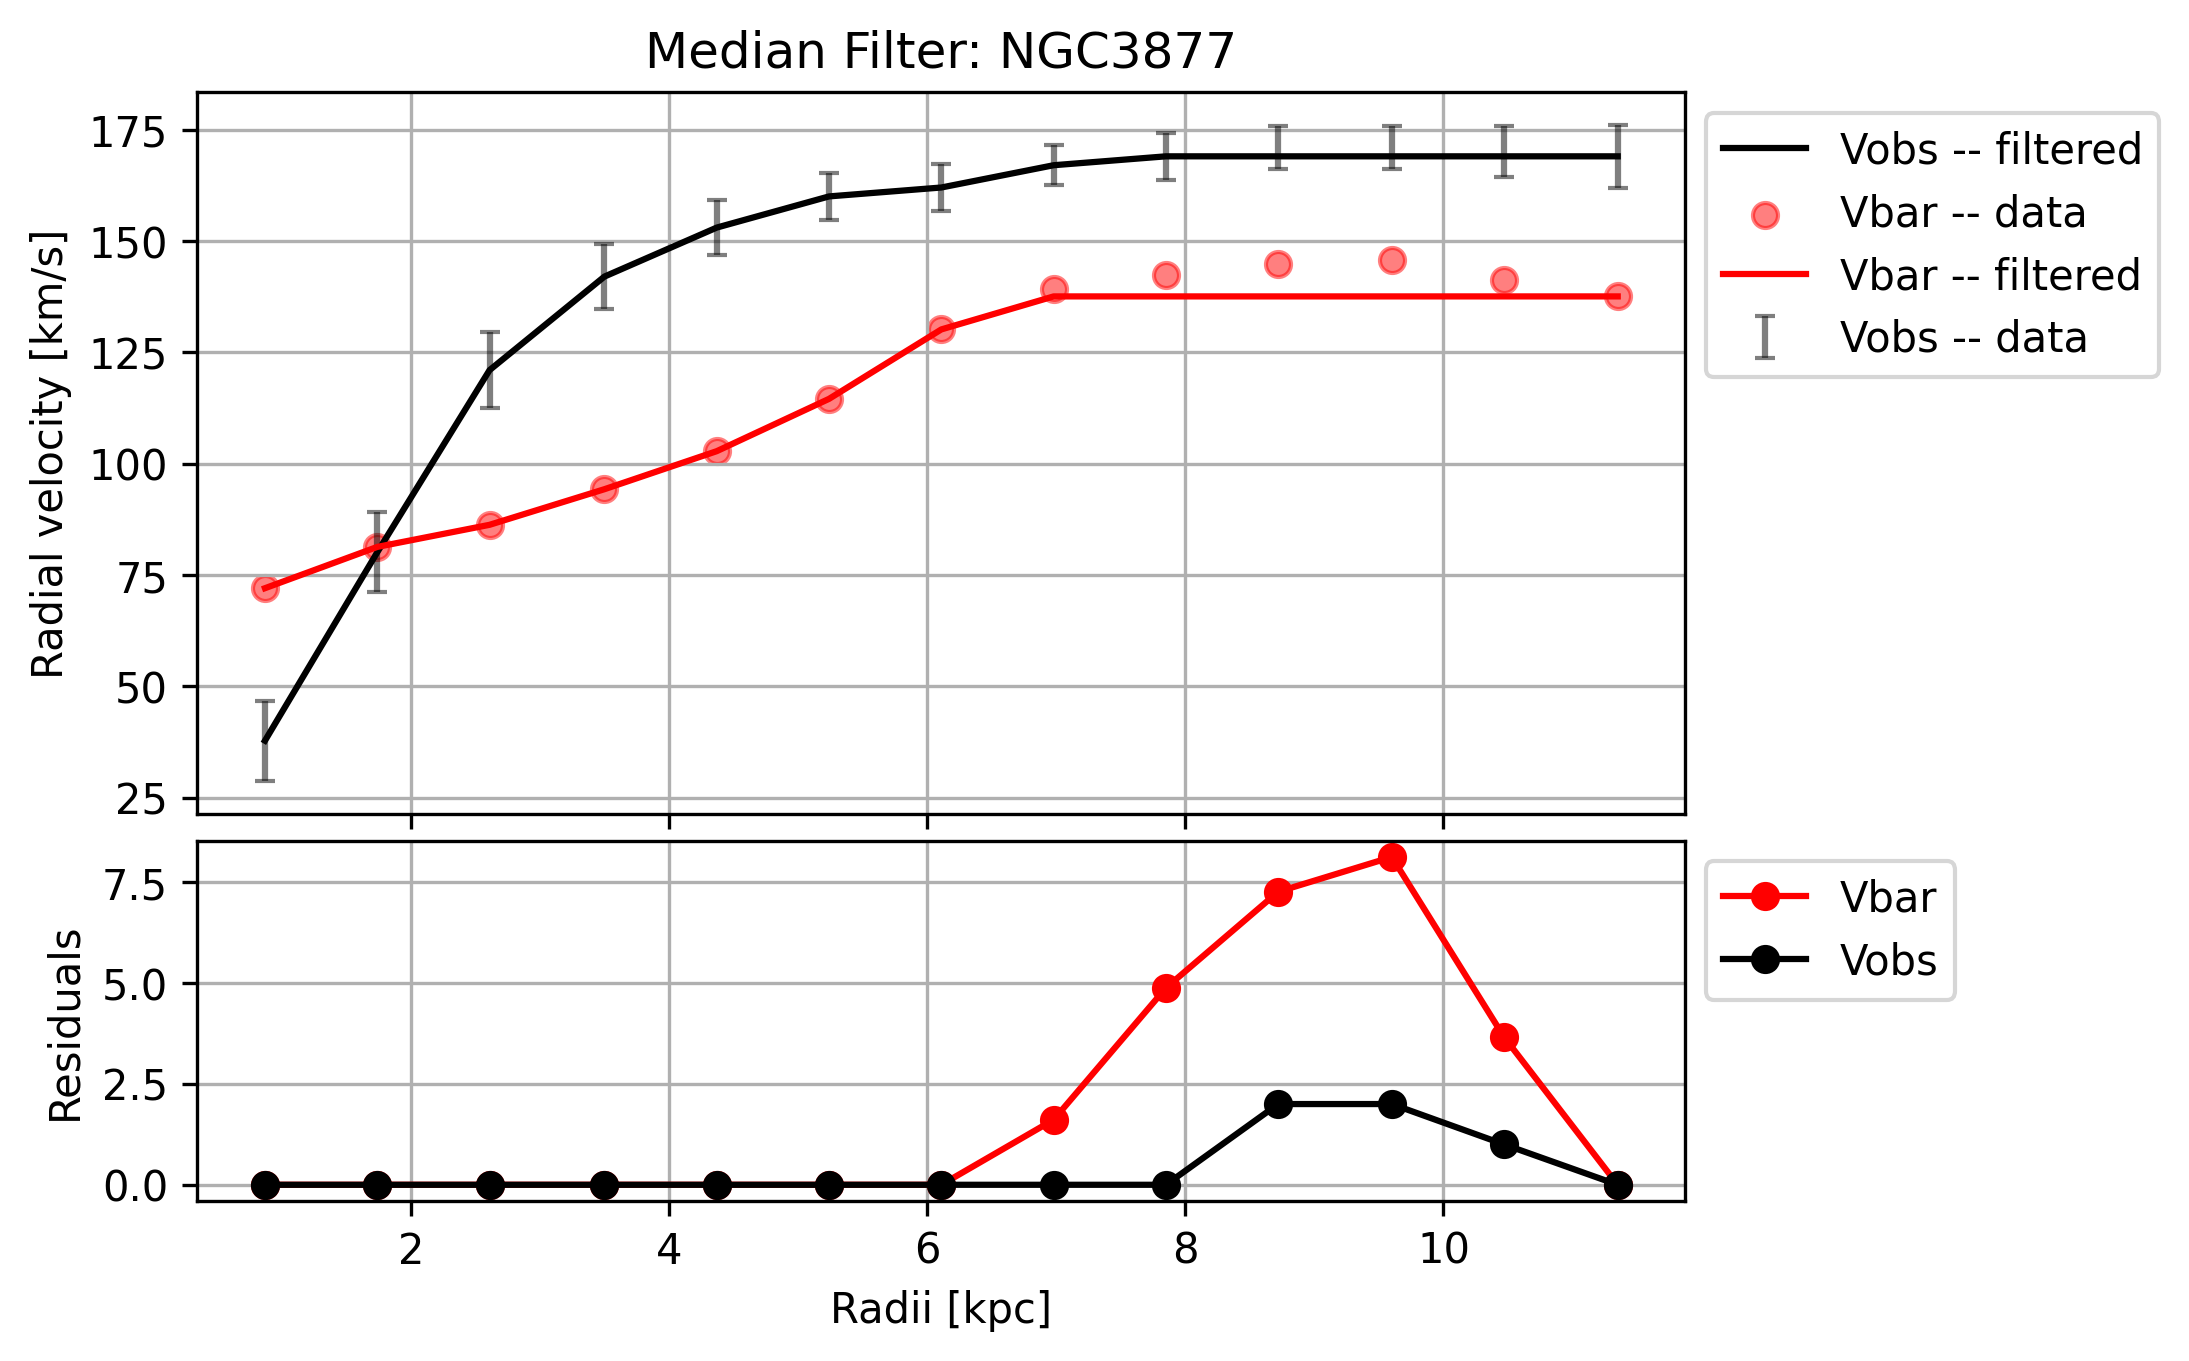 Median Filter: NGC3877
Radial velocity [km/s]
175
150
125
100
75
50
25
Vobs -- filtered
Vbar -- data
Vbar -- filtered
Vobs -- data
Residuals
7.5
5.0
2.5
0.0
Vbar
Vobs
2 4 6 8 10
Radii [kpc]